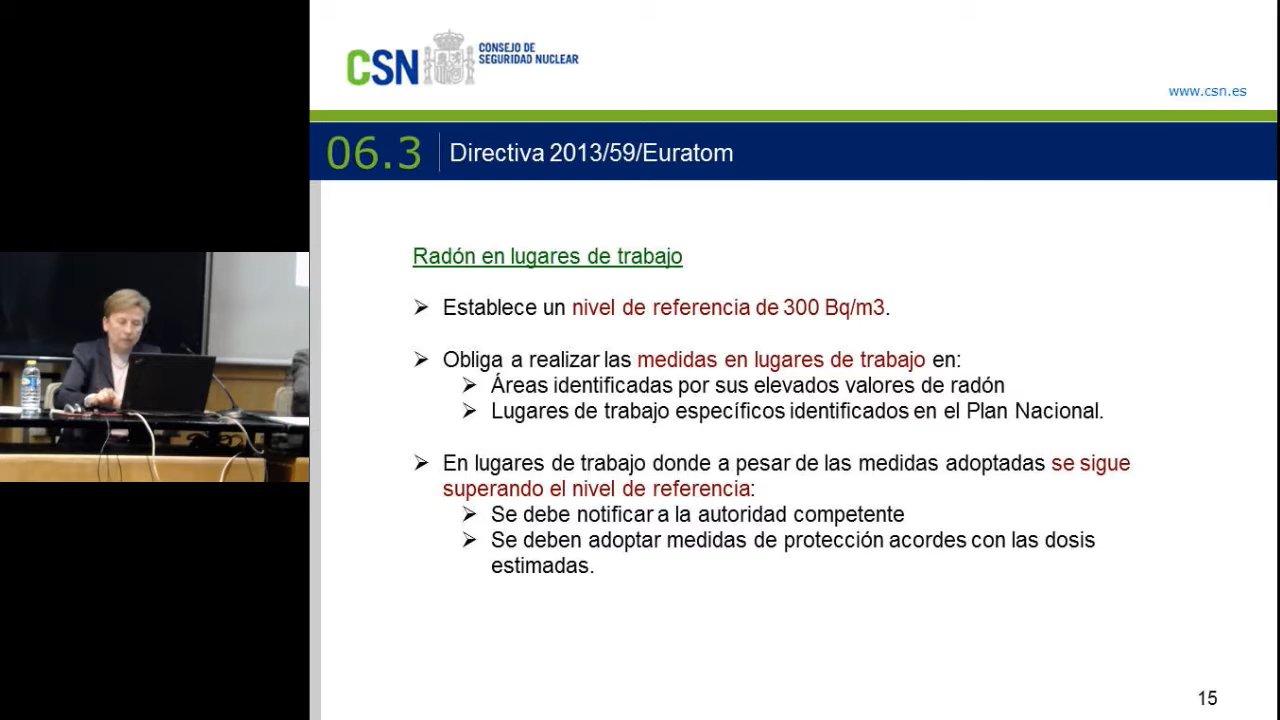 CSN
CONSEJO DE
SEGURIDAD NUCLEAR
www.csn.es
06.3
Directiva 2013/59/Euratom
Radón en lugares de trabajo
➢ Establece un nivel de referencia de 300 Bq/m3.
➢ Obliga a realizar las medidas en lugares de trabajo en:
➢ Áreas identificadas por sus elevados valores de radón
➢ Lugares de trabajo específicos identificados en el Plan Nacional.
➢ En lugares de trabajo donde a pesar de las medidas adoptadas se sigue
superando el nivel de referencia:
➢ Se debe notificar a la autoridad competente
➢ Se deben adoptar medidas de protección acordes con las dosis
estimadas.
15